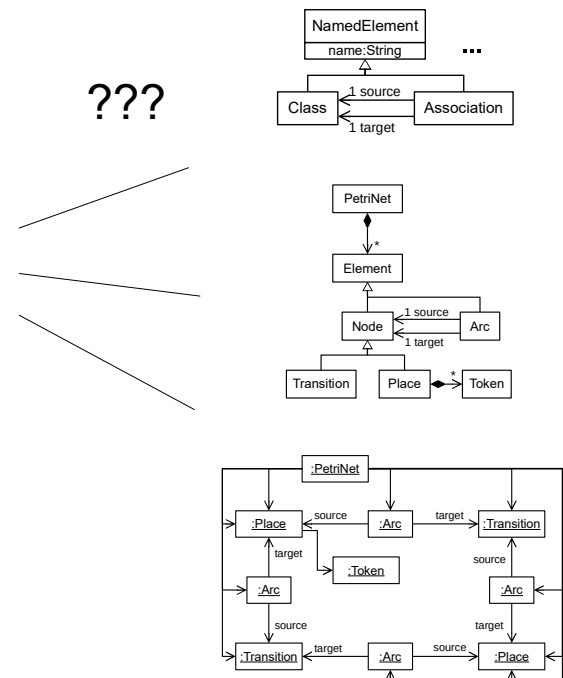 NamedElement
name:String
...
???
1 source
Class
Association
1 target
PetriNet
*
Element
1 source
Node
Arc
1 target
*
Transition
Place
Token
:PetriNet
source
target
:Place
:Arc
:Transition
target
source
:Token
:Arc
:Arc
source
target
target
source
:Transition
:Arc
:Place